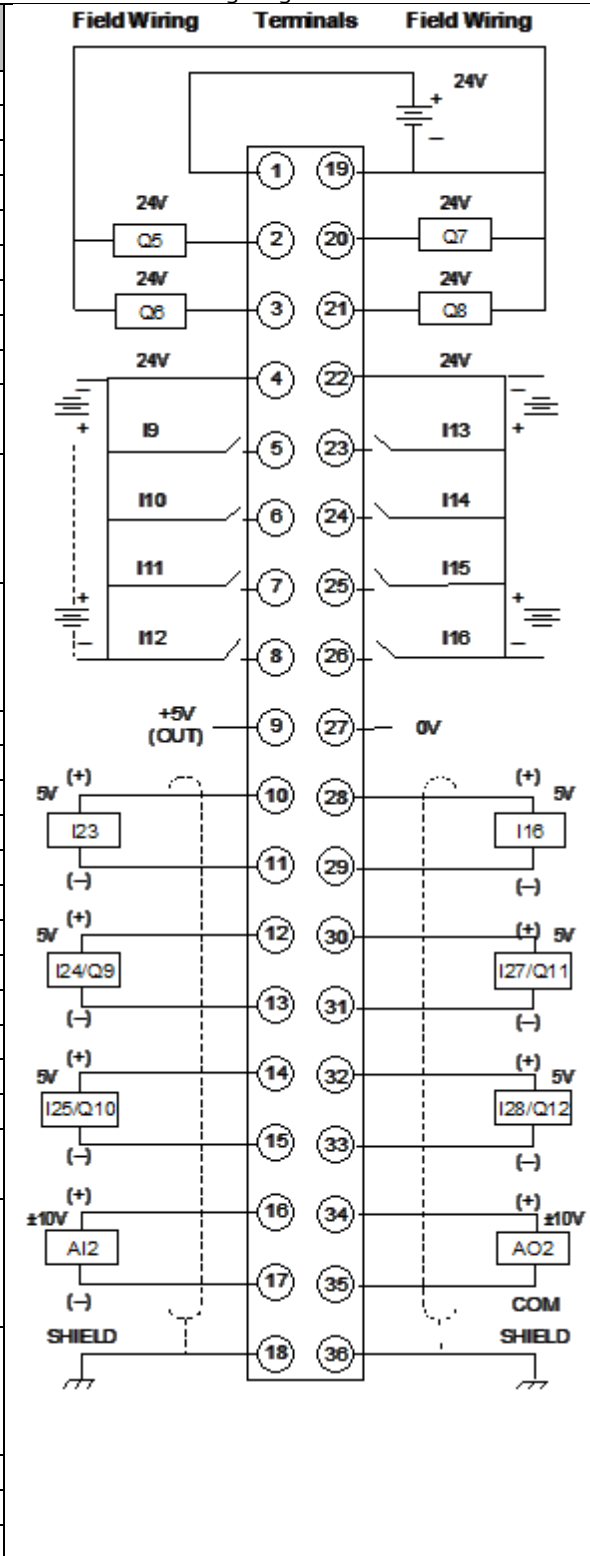 Field Wiring Terminals Field Wiring
24V
+
–
1 19
24V 24V
Q5 2 20 Q7
24V 24V
Q6 3 21 Q8
24V 4 22 24V
– –
+ I9 I13 +
5 23
I10 I14
6 24
I11 I15
+ 7 25 +
– I12 I16 –
8 26
+5V
(OUT) 9 27 0V
(+) (+)
5V 10 28 5V
I23 I16
11 29
(–) (–)
(+) (+)
5V 12 30 5V
I24/Q9 I27/Q11
13 31
(–) (–)
(+) (+)
5V 14 32 5V
I25/Q10 I28/Q12
15 33
(–) (–)
(+) (+)
±10V 16 34 ±10V
AI2 AO2
17 35
(–) COM
SHIELD SHIELD
18 36